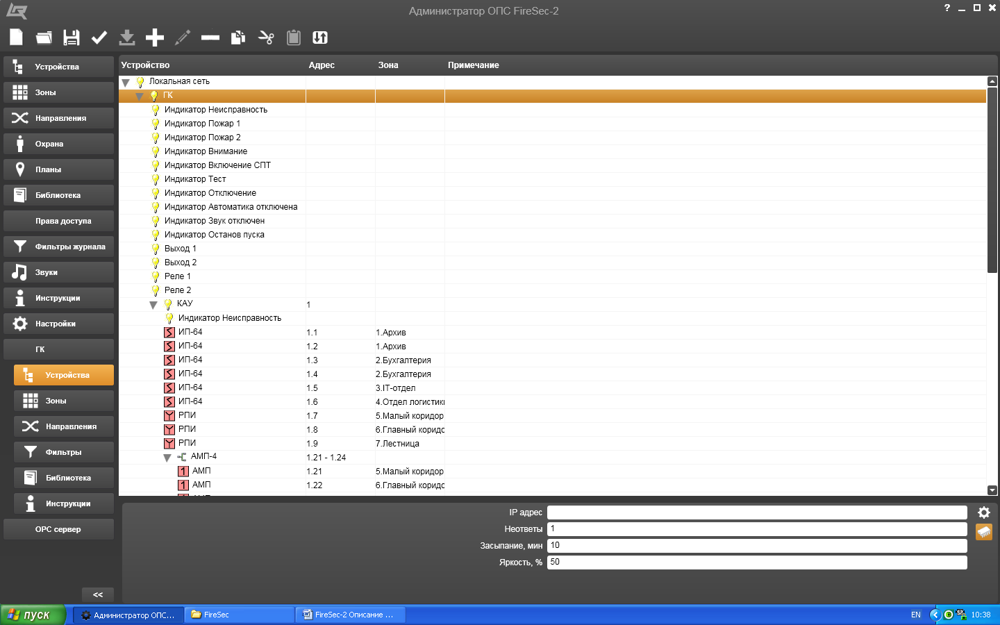 Администратор ОПС FireSec-2
?
Устройства
Зоны
Направления
Охрана
Планы
Библиотека
Права доступа
Фильтры журнала
Звуки
Инструкции
Настройки
ГК
Устройства
Зоны
Направления
Фильтры
Библиотека
Инструкции
OPC сервер
<<
Устройство Адрес Зона Примечание
Локальная сеть
ГК
Индикатор Неисправность
Индикатор Пожар 1
Индикатор Пожар 2
Индикатор Внимание
Индикатор Включение СПТ
Индикатор Тест
Индикатор Отключение
Индикатор Автоматика отключена
Индикатор Звук отключен
Индикатор Останов пуска
Выход 1
Выход 2
Реле 1
Реле 2
КАУ 1
Индикатор Неисправность
ИП-64 1.1 1.Архив
ИП-64 1.2 1.Архив
ИП-64 1.3 2.Бухгалтерия
ИП-64 1.4 2.Бухгалтерия
ИП-64 1.5 3.IT-отдел
ИП-64 1.6 4.Отдел логистики
РПИ 1.7 5.Малый коридор
РПИ 1.8 6.Главный коридо
РПИ 1.9 7.Лестница
АМП-4 1.21 - 1.24
1 АМП 1.21 5.Малый коридор
1 АМП 1.22 6.Главный коридо
IP адрес
Неответы 1
Засыпание, мин 10
Яркость, % 50
пуск
Администратор ОПС...
FireSec
FireSec-2 Описание ...
EN
10:38